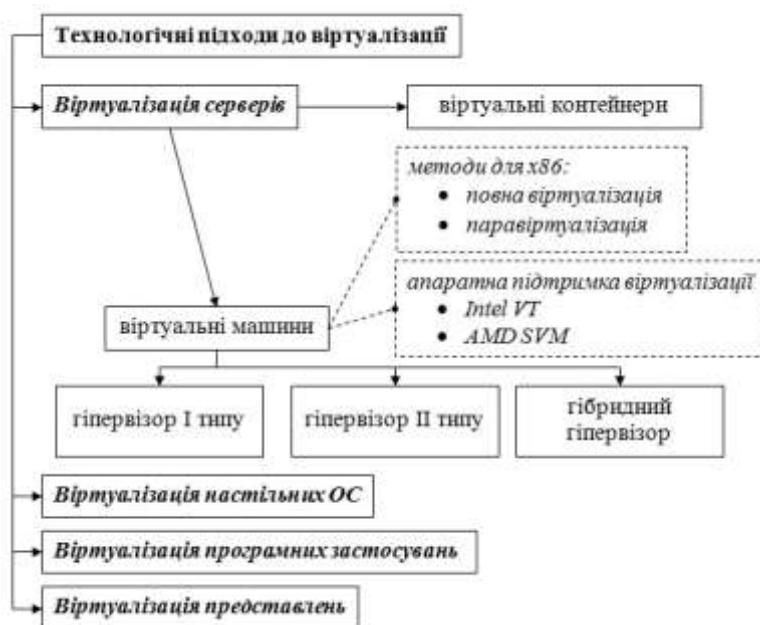 Технологічні підходи до віртуалізації
Віртуалізація серверів
віртуальні контейнери
методи для x86:
● повна віртуалізація
● паравіртуалізація
апаратна підтримка віртуалізації
● Intel VT
● AMD SVM
віртуальні машини
гіпервізор I типу
гіпервізор II типу
гібридний
гіпервізор
Віртуалізація настільних ОС
Віртуалізація програмних застосувань
Віртуалізація представлень